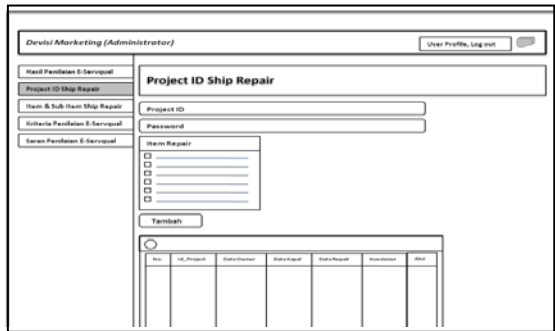 Devisi Marketing (Administrator)
User Profile, Log out
Hasil Penilaian E-Servqual
Project ID Ship Repair
Item & Sub Item Ship Repair
Kriteria Penilaian E-Servqual
Saran Penilaian E-Servqual
Project ID Ship Repair
Project ID
Password
Item Repair
Tambah
No. Id_Project Data Owner Data Kapal Data Repair Kuesioner Aksi